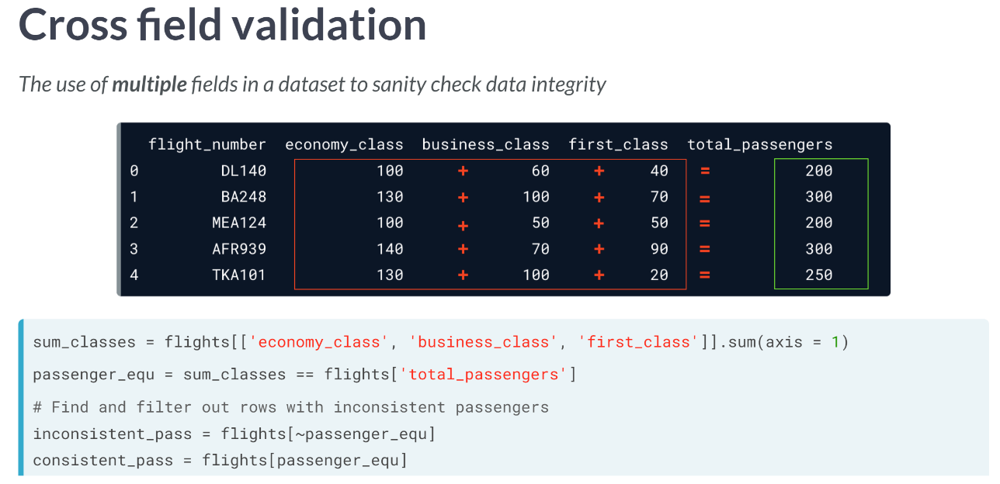 Cross field validation
The use of multiple fields in a dataset to sanity check data integrity
flight_number economy_class business_class first_class total_passengers
0 DL140 100 + 60 + 40 = 200
1 BA248 130 + 100 + 70 = 300
2 MEA124 100 + 50 + 50 = 200
3 AFR939 140 + 70 + 90 = 300
4 TKA101 130 + 100 + 20 = 250
sum_classes = flights[['economy_class', 'business_class', 'first_class']].sum(axis = 1)
passenger_equ = sum_classes == flights['total_passengers']
# Find and filter out rows with inconsistent passengers
inconsistent_pass = flights[~passenger_equ]
consistent_pass = flights[passenger_equ]